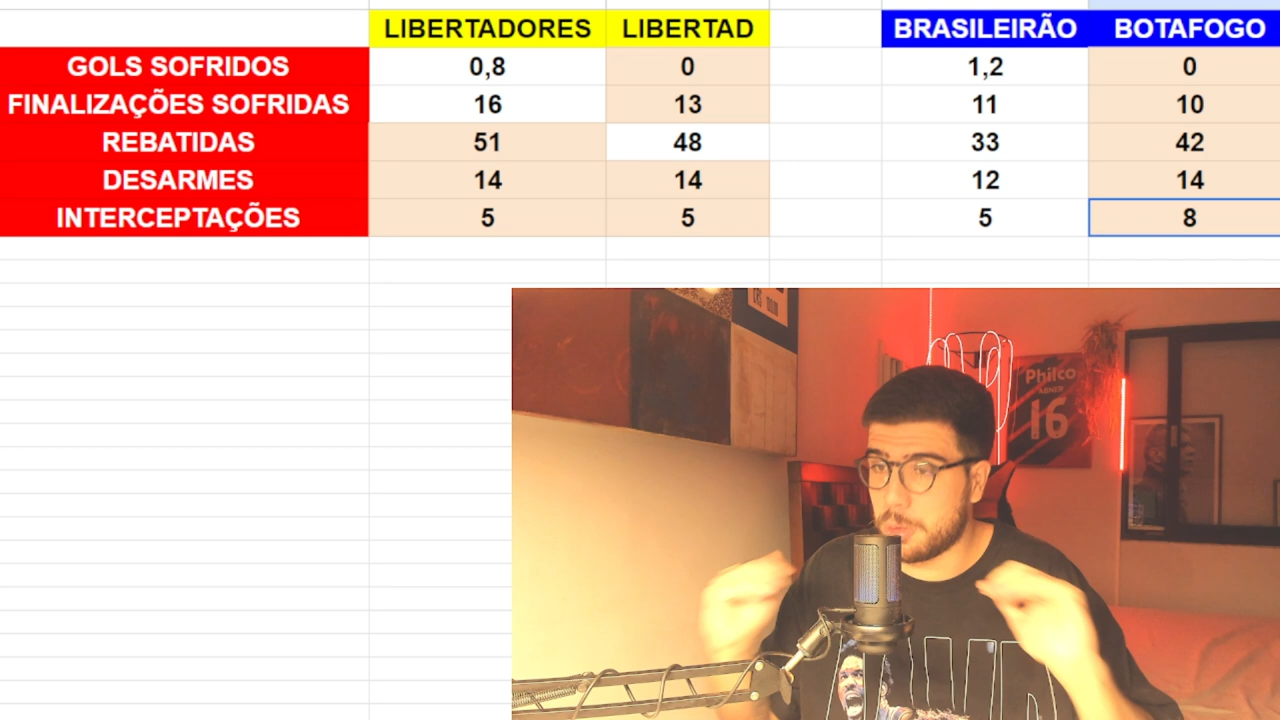 LIBERTADORES LIBERTAD BRASILEIRÃO BOTAFOGO
GOLS SOFRIDOS 0,8 0 1,2 0
FINALIZAÇÕES SOFRIDAS 16 13 11 10
REBATIDAS 51 48 33 42
DESARMES 14 14 12 14
INTERCEPTAÇÕES 5 5 5 8
Philco
ABNER
16